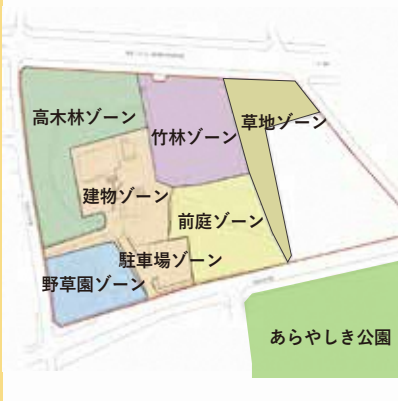 高木林ゾーン
竹林ゾーン
草地ゾーン
建物ゾーン
前庭ゾーン
駐車場ゾーン
野草園ゾーン
あらやしき公園